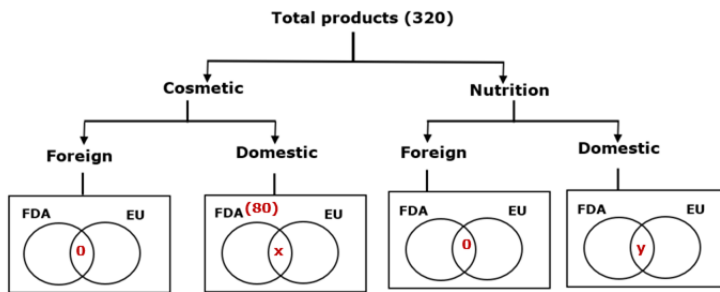 Total products (320)
Cosmetic
Nutrition
Foreign
Domestic
Foreign
Domestic
FDA
EU
0
FDA(80)
EU
x
FDA
EU
0
FDA
EU
y